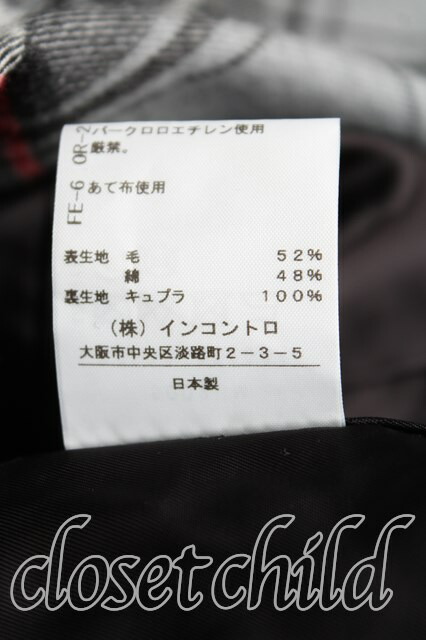 パークロロエチレン使用
厳禁。
FE-6 OR-2
あて布使用
表生地 毛 52%
綿 48%
裏生地 キュプラ 100%
(株)インコントロ
大阪市中央区淡路町2-3-5
日本製
closet child